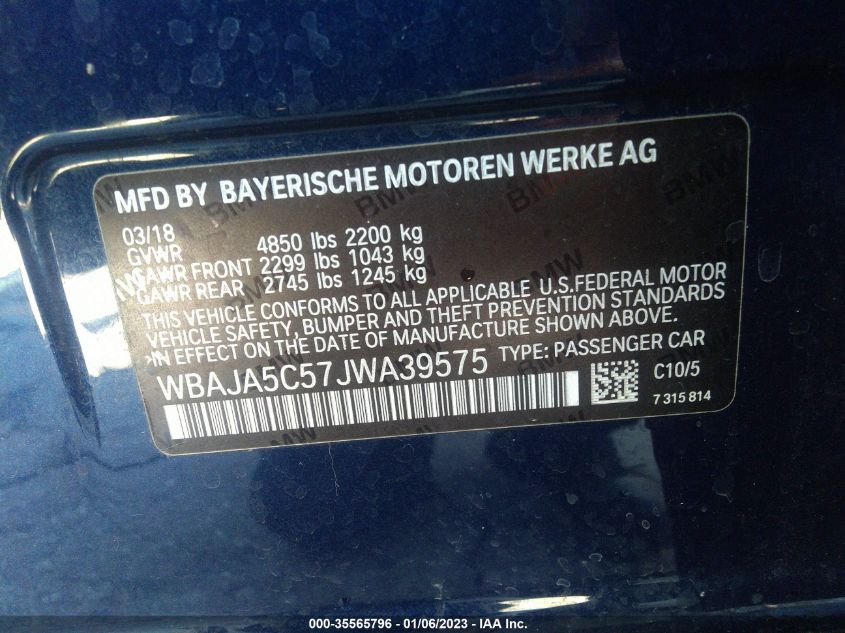 MFD BY BAYERISCHE MOTOREN WERKE AG
03/18
GVWR 4850 lbs 2200 kg
GAWR FRONT 2299 lbs 1043 kg
GAWR REAR 2745 lbs 1245 kg
THIS VEHICLE CONFORMS TO ALL APPLICABLE U.S.FEDERAL MOTOR
VEHICLE SAFETY, BUMPER AND THEFT PREVENTION STANDARDS
>IN EFFECT ON THE DATE OF MANUFACTURE SHOWN ABOVE.
WBAJA5C57JWA39575 TYPE: PASSENGER CAR
C10/5
7 315 814
000-35565796 - 01/06/2023 - IAA Inc.